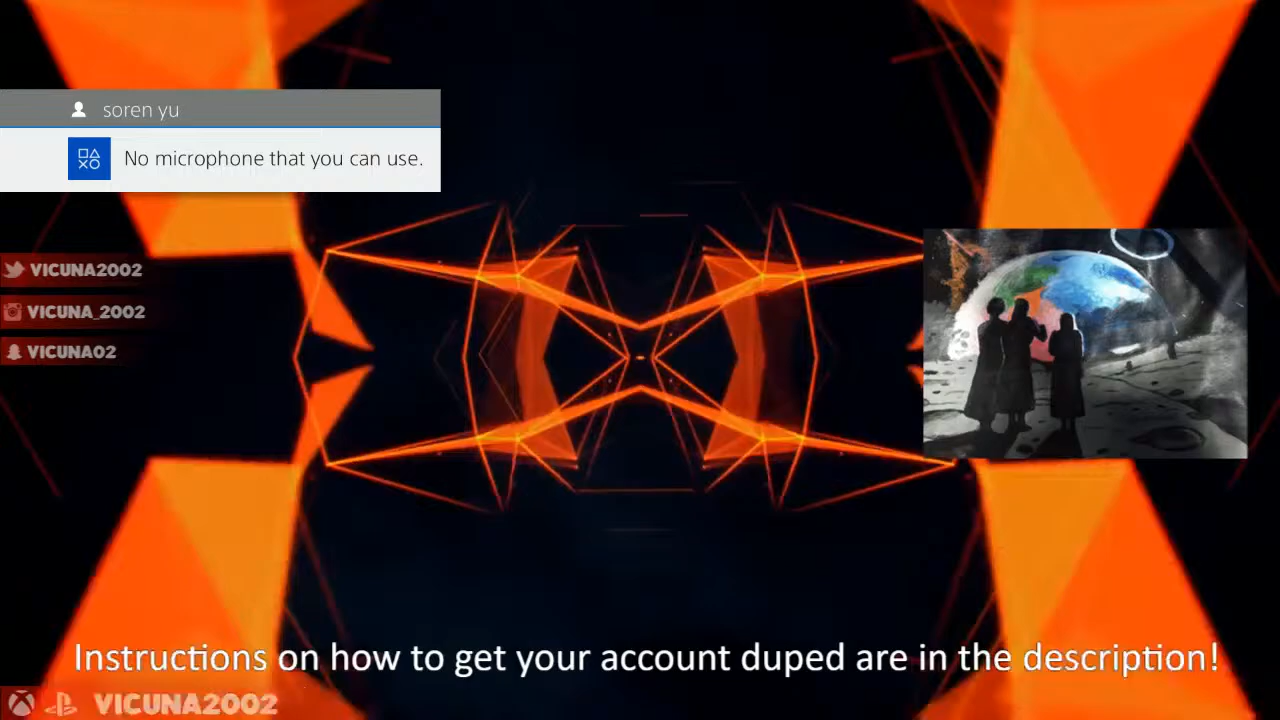 soren yu
No microphone that you can use.
VICUNA2002
VICUNA_2002
VICUNA02
Instructions on how to get your account duped are in the description!
VICUNA2002